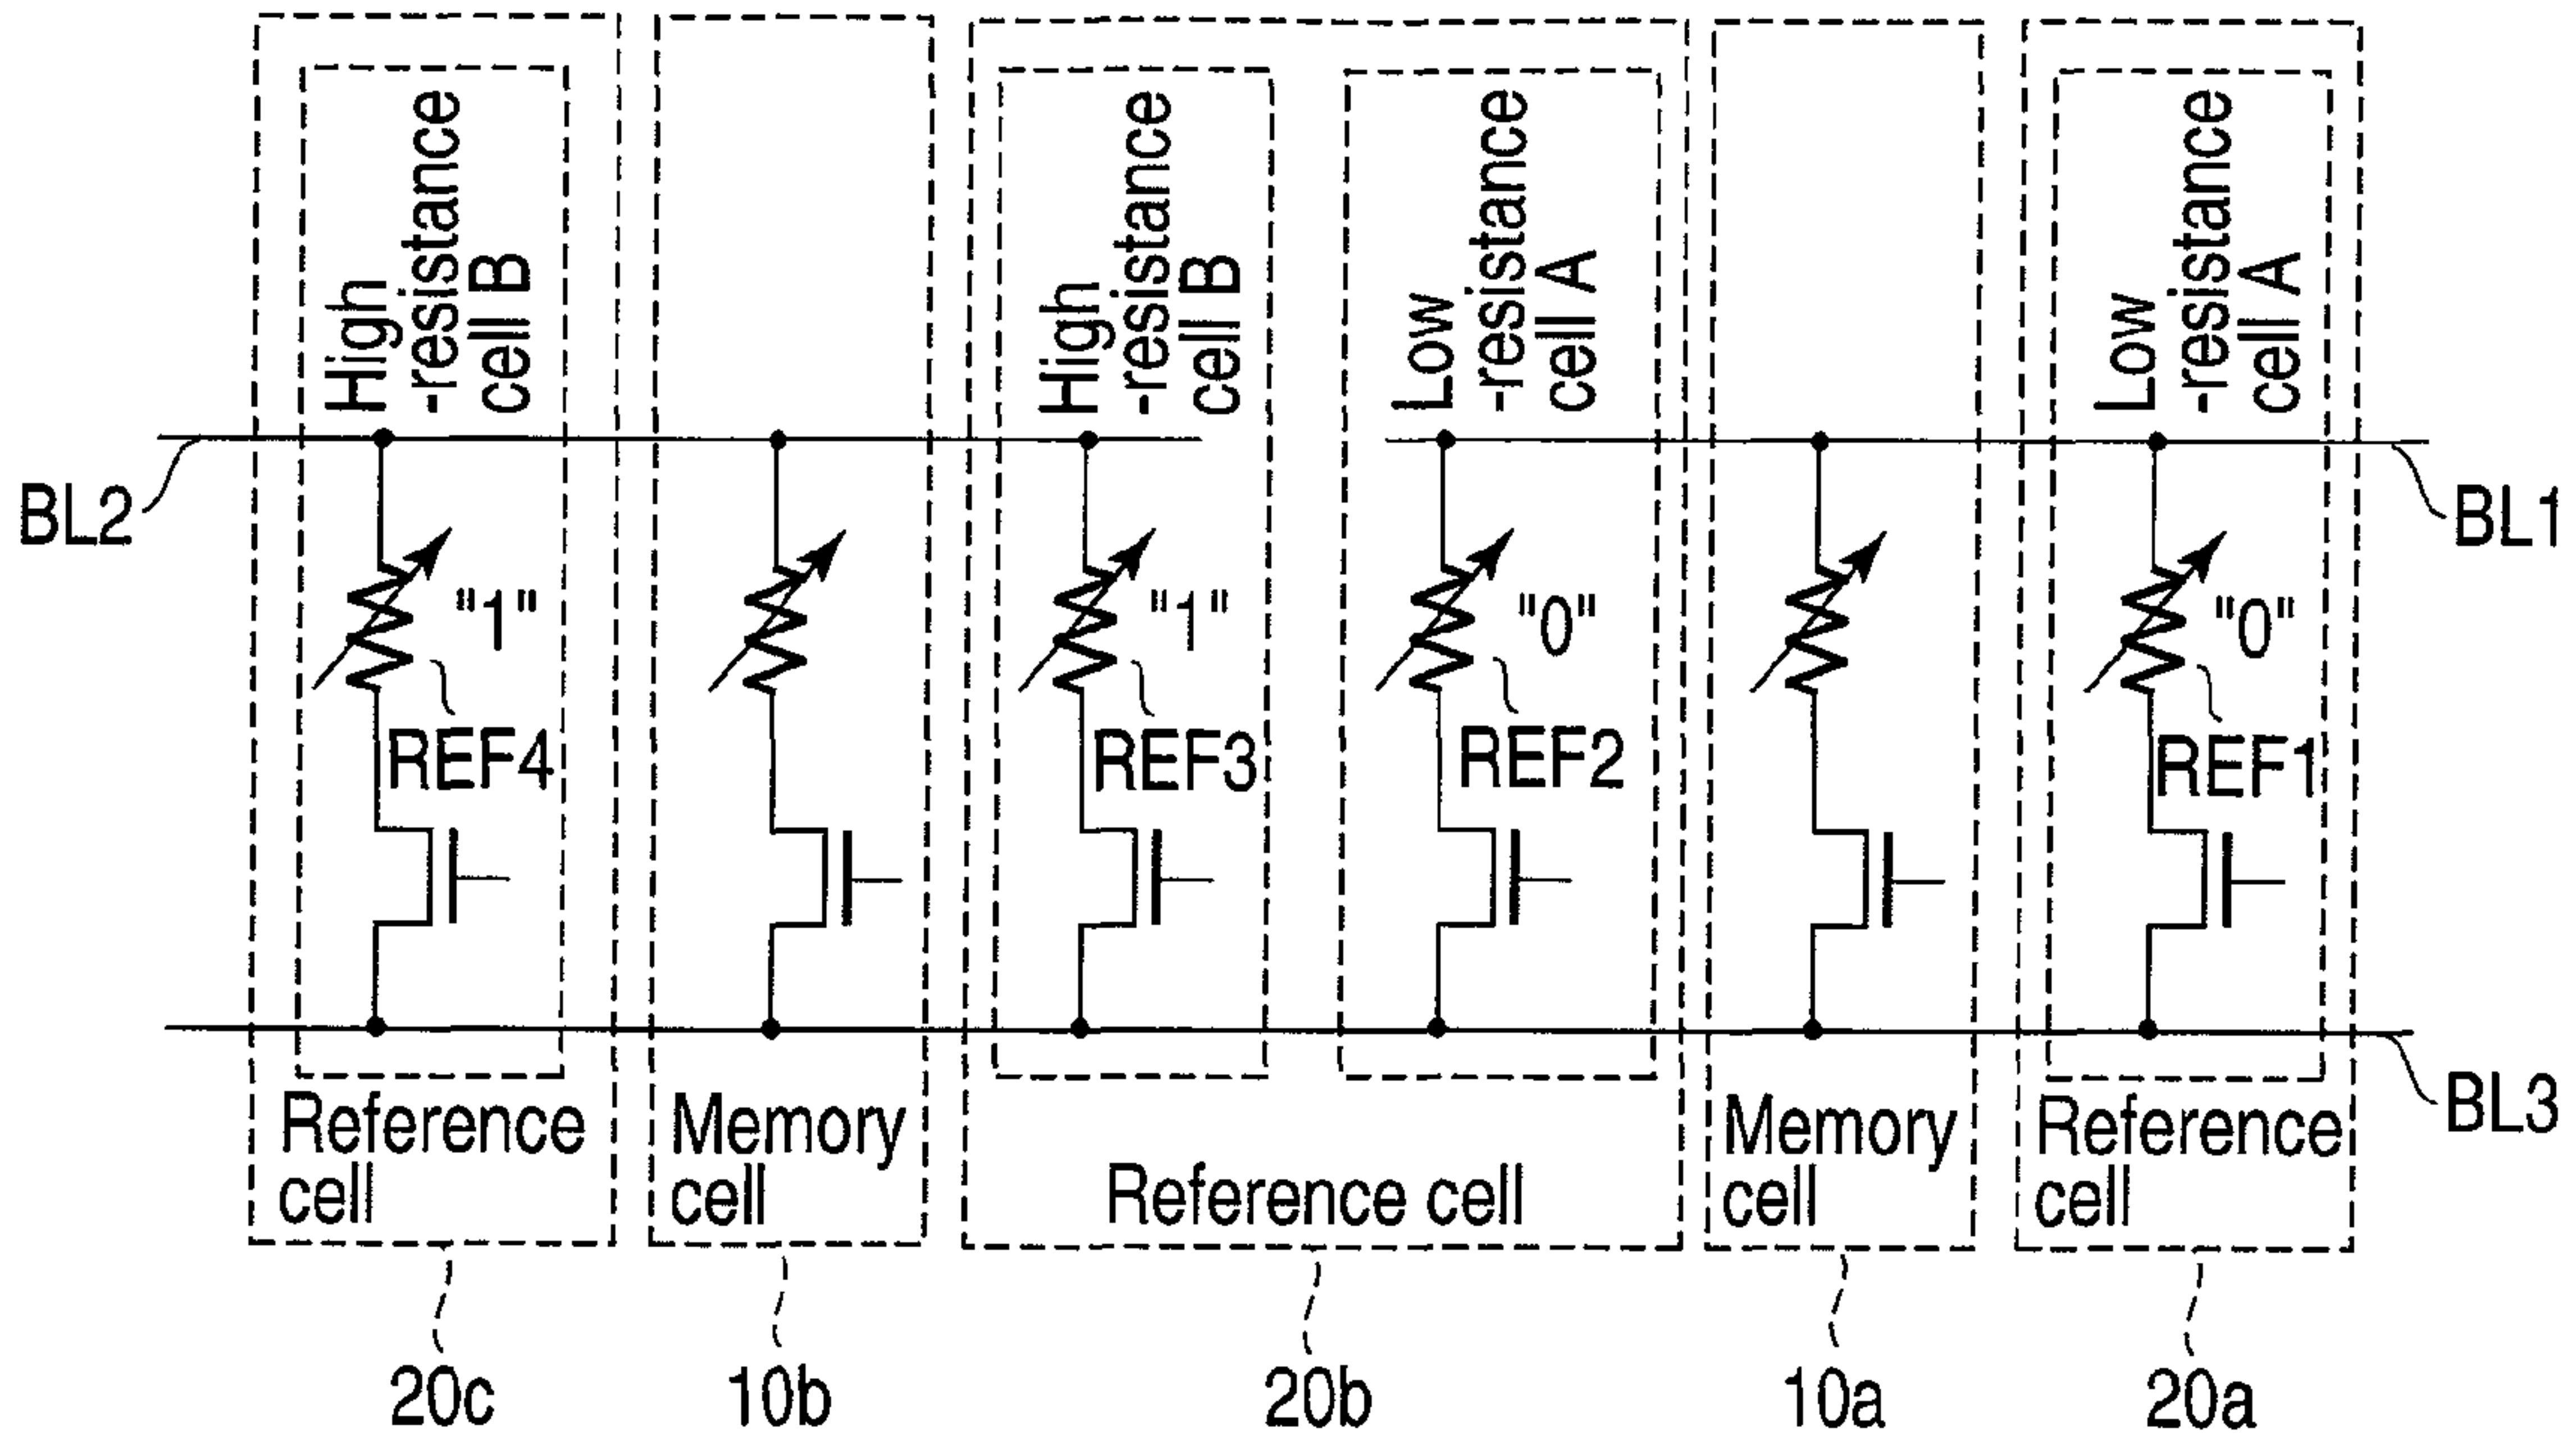 High
-resistance
cell B
High
-resistance
cell B
Low
-resistance
cell A
Low
-resistance
cell A
BL2
BL1
"1"
"1"
"0"
"0"
REF4
REF3
REF2
REF1
BL3
Reference
cell
Memory
cell
Reference cell
Memory
cell
Reference
cell
20c
10b
20b
10a
20a